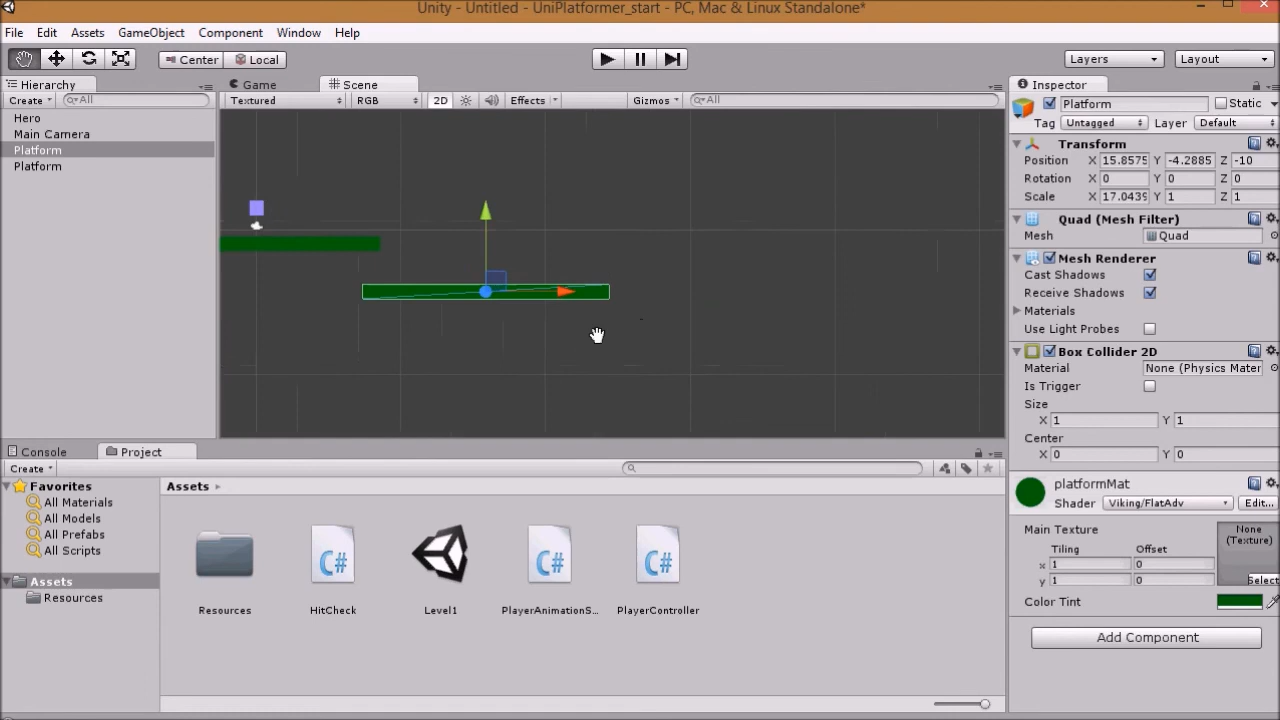 Unity - Untitled - UniPlatformer_start - PC, Mac & Linux Standalone*
File Edit Assets GameObject Component Window Help
Center Local Layers Layout
Hierarchy Game Scene Inspector
Create All Textured RGB 2D Effects Gizmos All Platform Static
Hero Tag Untagged Layer Default
Main Camera Transform
Platform Position X 15.8575 Y -4.2885 Z -10
Platform Rotation X 0 Y 0 Z 0
Scale X 17.0439 Y 1 Z 1
Quad (Mesh Filter)
Mesh Quad
Mesh Renderer
Cast Shadows
Receive Shadows
Materials
Use Light Probes
Box Collider 2D
Material None (Physics Mater
Is Trigger
Size
X 1 Y 1
Center
X 0 Y 0
Console Project
Create
Favorites Assets platformMat
All Materials Shader Viking/FlatAdv Edit...
All Models
All Prefabs Main Texture None
All Scripts Tiling Offset (Texture)
x 1 0
Assets y 1 0 Select
Resources Color Tint
Resources HitCheck Level1 PlayerAnimationS... PlayerController
Add Component